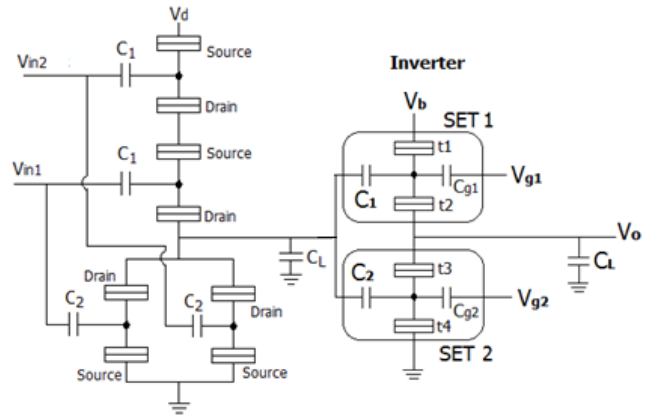 Vd
C1
Source
Vin2
Inverter
Drain
Vb
SET 1
t1
C1
Source
Vin1
C1
Cg1
Vg1
t2
Drain
Vo
CL
CL
Drain
C2
t3
C2
C2
Drain
Cg2
Vg2
t4
Source
Source
SET 2